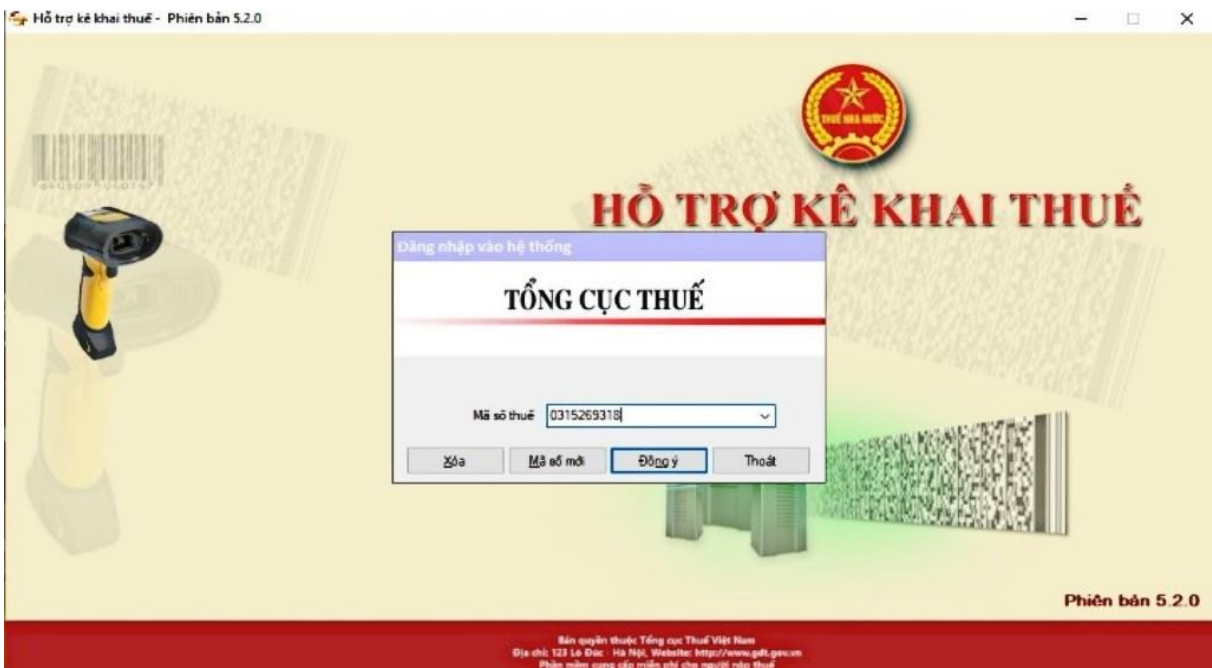 Hỗ trợ kê khai thuế - Phiên bản 5.2.0
THUẾ NHÀ NƯỚC
HỖ TRỢ KÊ KHAI THUẾ
Đăng nhập vào hệ thống
TỔNG CỤC THUẾ
Mã số thuế 0315269318
Xóa Mã số mới Đồng ý Thoát
Phiên bản 5.2.0
Bản quyền thuộc Tổng cục Thuế Việt Nam
Địa chỉ: 123 Lò Đúc - Hà Nội, Website: http://www.gdt.gov.vn
Phần mềm cung cấp miễn phí cho người nộp thuế